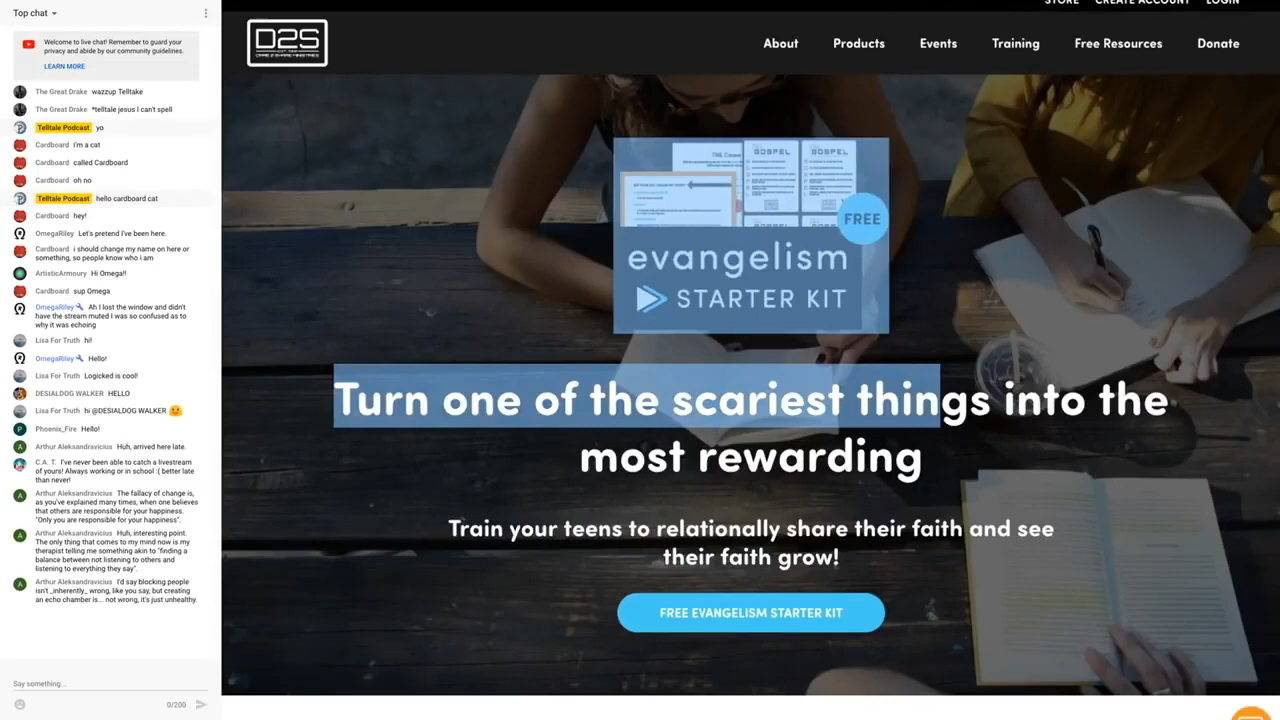 Top chat
Welcome to live chat! Remember to guard your
privacy and abide by our community guidelines.
LEARN MORE
The Great Drake wazzup Telltake
The Great Drake *telltale jesus I can't spell
Telltale Podcast yo
Cardboard i'm a cat
Cardboard called Cardboard
Cardboard oh no
Telltale Podcast hello cardboard cat
Cardboard hey!
OmegaRiley Let's pretend I've been here.
Cardboard i should change my name on here or
something, so people know who i am
ArtisticArmoury Hi Omega!!
Cardboard sup Omega
OmegaRiley Ah I lost the window and didn't
have the stream muted I was so confused as to
why it was echoing
Lisa For Truth hi!
OmegaRiley Hello!
Lisa For Truth Logicked is cool!
DESIALDOG WALKER HELLO
Lisa For Truth hi @DESIALDOG WALKER
P Phoenix_Fire Hello!
A Arthur Aleksandravicius Huh, arrived here late.
C.A. T. I've never been able to catch a livestream
of yours! Always working or in school :( better late
than never!
A Arthur Aleksandravicius The fallacy of change is,
as you've explained many times, when one believes
that others are responsible for your happiness.
"Only you are responsible for your happiness".
A Arthur Aleksandravicius Huh, interesting point.
The only thing that comes to my mind now is my
therapist telling me something akin to "finding a
balance between not listening to others and
listening to everything they say".
A Arthur Aleksandravicius I'd say blocking people
isn't _inherently_ wrong, like you say, but creating
an echo chamber is... not wrong, it's just unhealthy.
Say something...
0/200
STORE CREATE ACCOUNT LOGIN
D2S
DARE 2 SHARE MINISTRIES
About Products Events Training Free Resources Donate
GOSPEL GOSPEL
FREE
evangelism
STARTER KIT
Turn one of the scariest things into the
most rewarding
Train your teens to relationally share their faith and see
their faith grow!
FREE EVANGELISM STARTER KIT